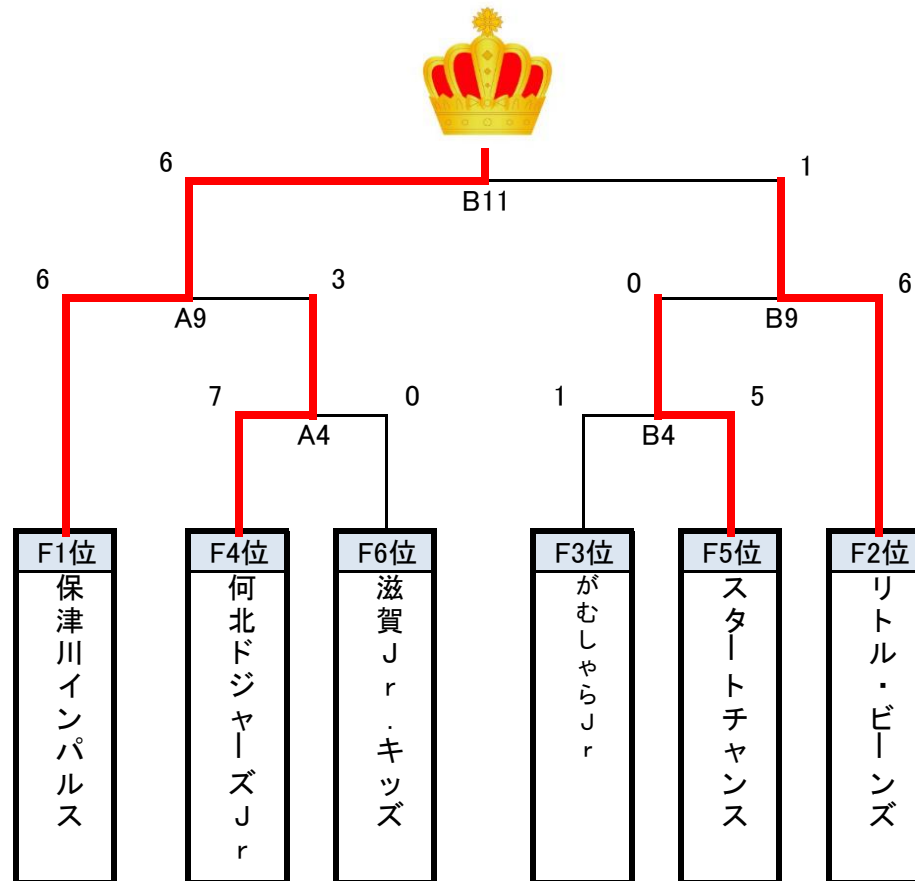 6
1
B11
6
3
0
6
A9
B9
7
0
1
5
A4
B4
F1位
F4位
F6位
F3位
F5位
F2位
保津川インパルス
何北ドジャーズJr
滋賀Jr.キッズ
がむしゃらJr
スタートチャンス
リトル・ビーンズ